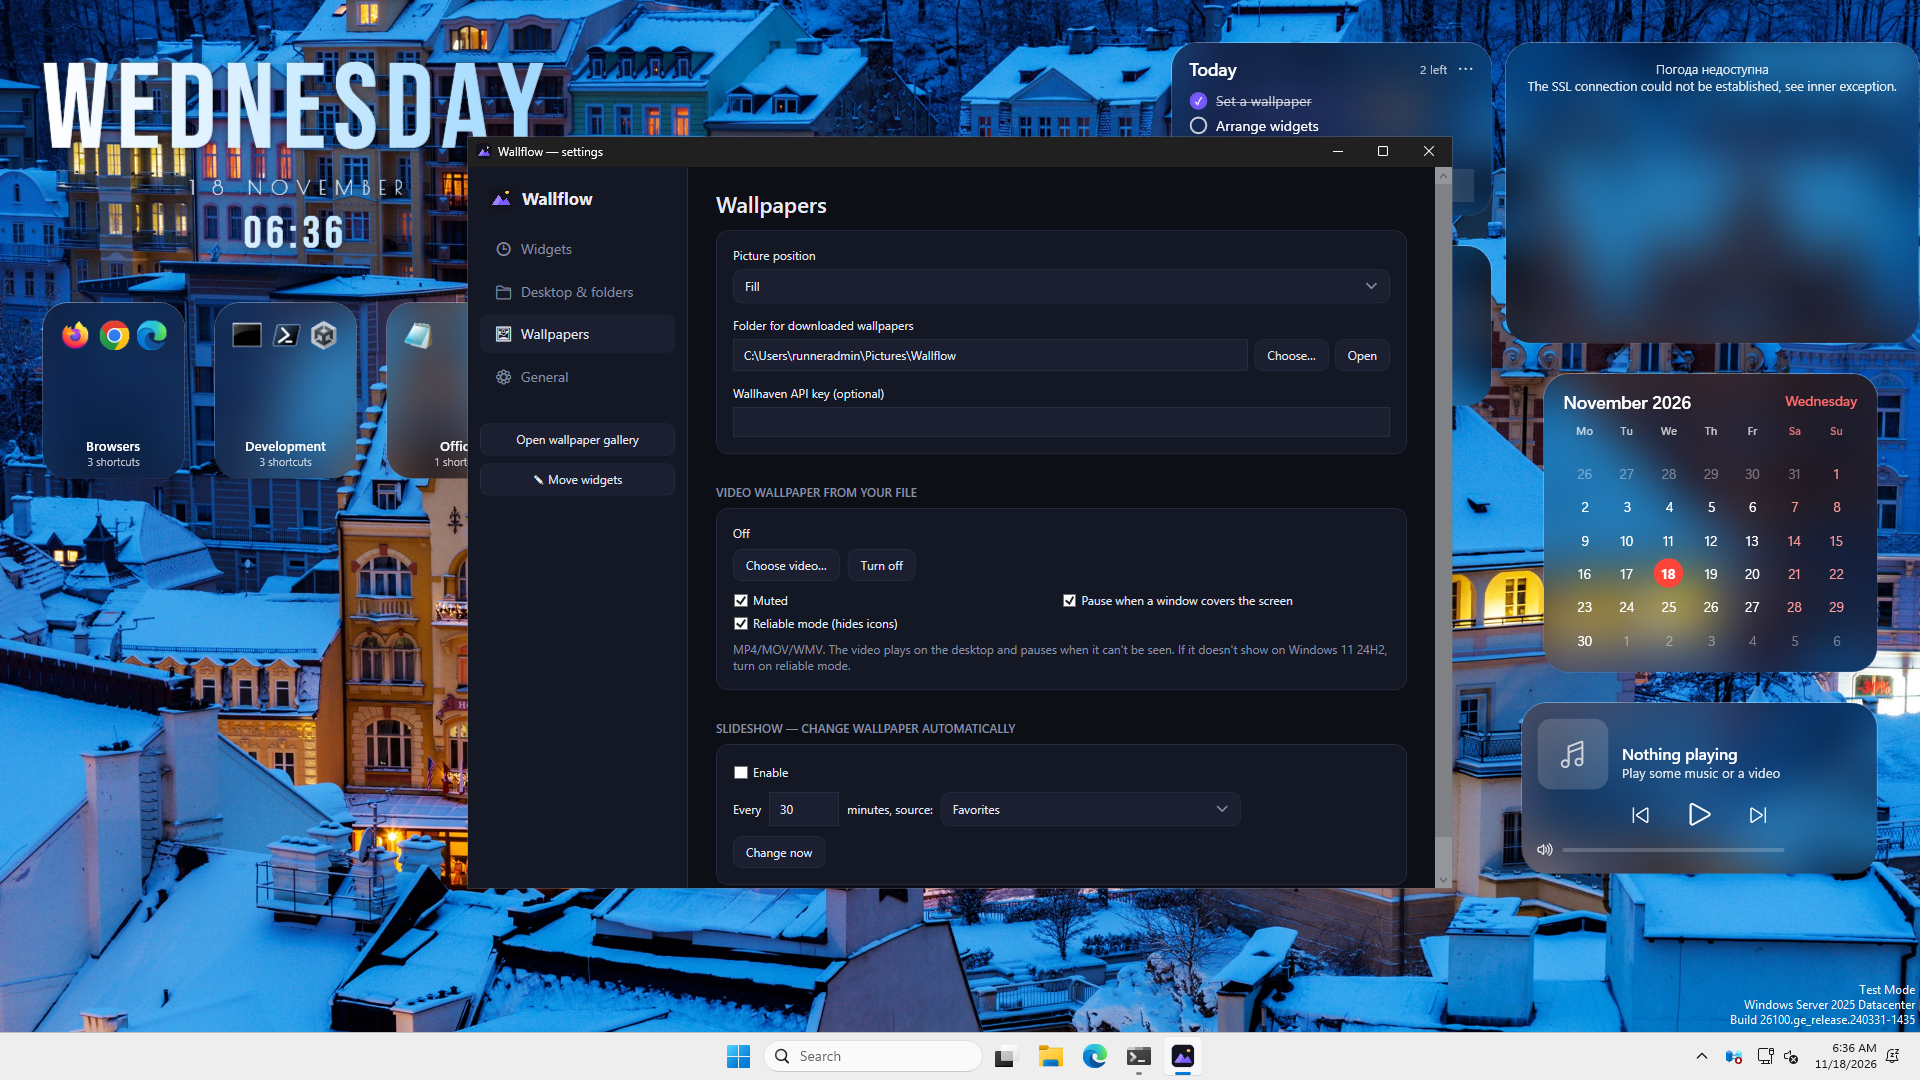 WEDNESDAY
18 NOVEMBER
06:36
Browsers
3 shortcuts
Development
3 shortcuts
Offic
1 short
Today
2 left
Set a wallpaper
Arrange widgets
Погода недоступна
The SSL connection could not be established, see inner exception.
Wallflow — settings
Wallflow
Widgets
Desktop & folders
Wallpapers
General
Open wallpaper gallery
Move widgets
Wallpapers
Picture position
Fill
Folder for downloaded wallpapers
C:\Users\runneradmin\Pictures\Wallflow
Choose...
Open
Wallhaven API key (optional)
VIDEO WALLPAPER FROM YOUR FILE
Off
Choose video...
Turn off
Muted
Pause when a window covers the screen
Reliable mode (hides icons)
MP4/MOV/WMV. The video plays on the desktop and pauses when it can't be seen. If it doesn't show on Windows 11 24H2,
turn on reliable mode.
SLIDESHOW — CHANGE WALLPAPER AUTOMATICALLY
Enable
Every 30 minutes, source: Favorites
Change now
November 2026
Wednesday
Mo Tu We Th Fr Sa Su
26 27 28 29 30 31 1
2 3 4 5 6 7 8
9 10 11 12 13 14 15
16 17 18 19 20 21 22
23 24 25 26 27 28 29
30 1 2 3 4 5 6
Nothing playing
Play some music or a video
Test Mode
Windows Server 2025 Datacenter
Build 26100.ge_release.240331-1435
Search
6:36 AM
11/18/2026